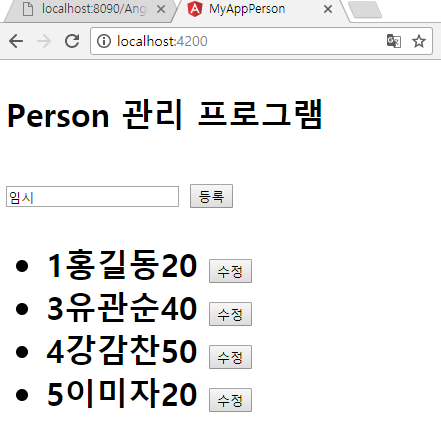 localhost:8090/Ang
MyAppPerson
localhost:4200
Person 관리 프로그램
임시 등록
1홍길동20 수정
3유관순40 수정
4강감찬50 수정
5이미자20 수정